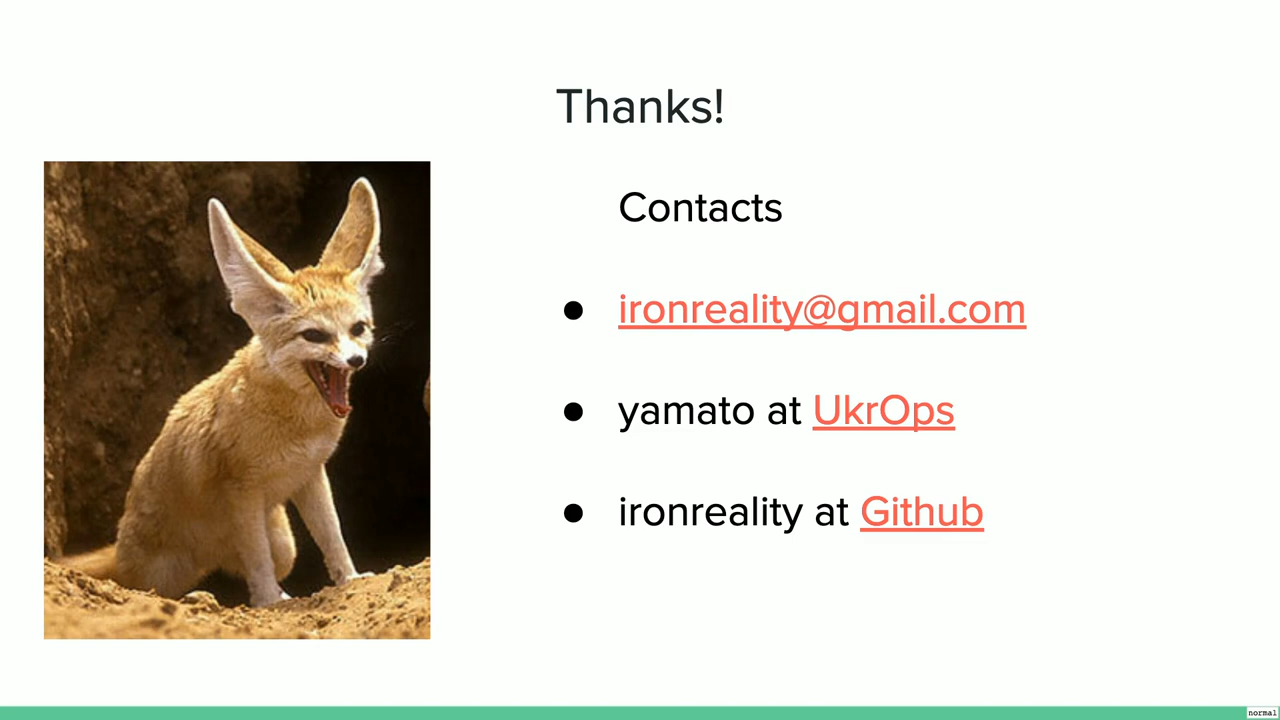 Thanks!
Contacts
● ironreality@gmail.com
● yamato at UkrOps
● ironreality at Github
normal